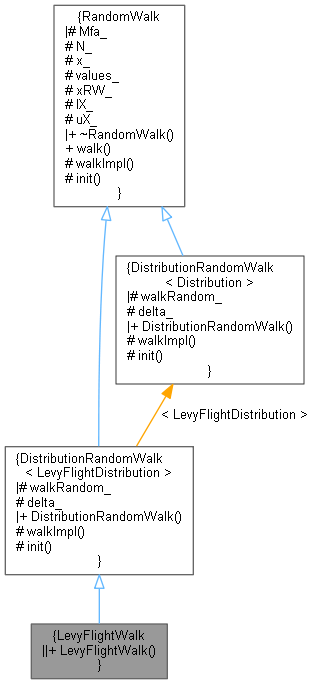 {RandomWalk
|# Mfa_
# N_
# x_
# values_
# xRW_
# lX_
# uX_
|+ ~RandomWalk()
+ walk()
# walkImpl()
# init()
}
{DistributionRandomWalk
< Distribution >
|# walkRandom_
# delta_
|+ DistributionRandomWalk()
# walkImpl()
# init()
}
< LevyFlightDistribution >
{DistributionRandomWalk
< LevyFlightDistribution >
|# walkRandom_
# delta_
|+ DistributionRandomWalk()
# walkImpl()
# init()
}
{LevyFlightWalk
||+ LevyFlightWalk()
}